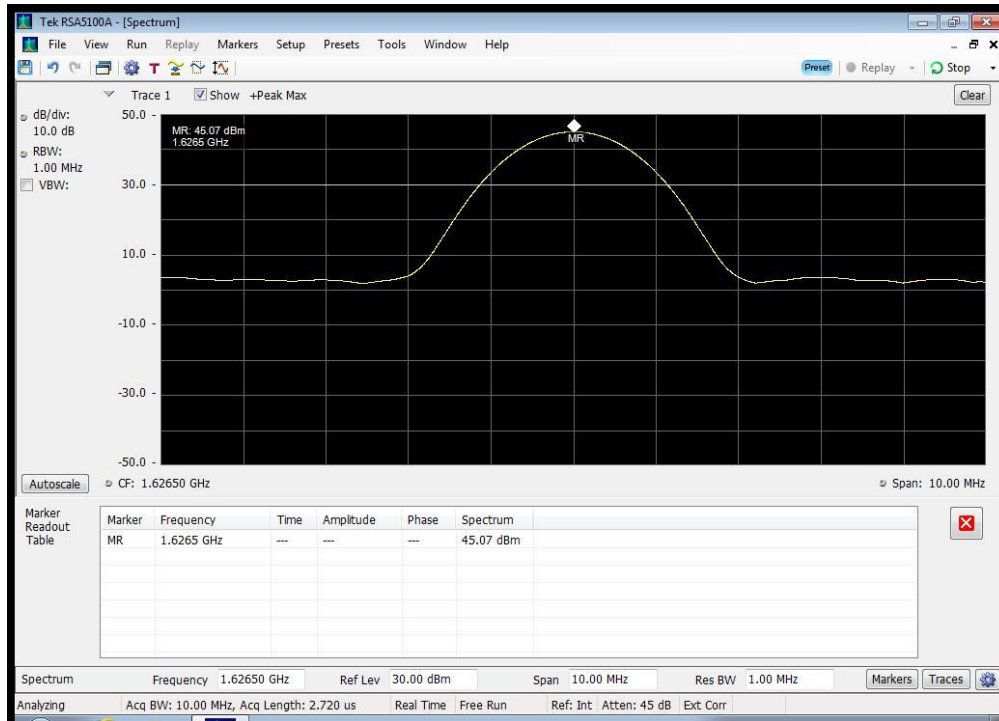 Tek RSA5100A - [Spectrum]
File View Run Replay Markers Setup Presets Tools Window Help
T Preset Replay Stop
Trace 1 Show +Peak Max Clear
dB/div:
10.0 dB
RBW:
1.00 MHz
VBW:
50.0
30.0
10.0
-10.0
-30.0
-50.0
MR: 45.07 dBm
1.6265 GHz
MR
Autoscale CF: 1.62650 GHz Span: 10.00 MHz
Marker
Readout
Table
Marker Frequency Time Amplitude Phase Spectrum
MR 1.6265 GHz --- --- --- 45.07 dBm
Spectrum Frequency 1.62650 GHz Ref Lev 30.00 dBm Span 10.00 MHz Res BW 1.00 MHz Markers Traces
Analyzing Acq BW: 10.00 MHz, Acq Length: 2.720 us Real Time Free Run Ref: Int Atten: 45 dB Ext Corr